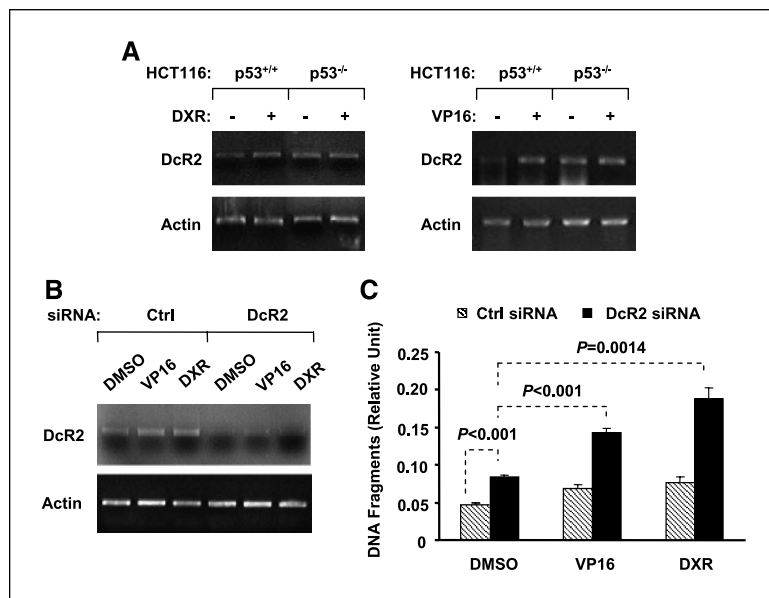 A
HCT116: p53+/+ p53-/-
DXR: - + - +
DcR2
Actin
HCT116: p53+/+ p53-/-
VP16: - + - +
DcR2
Actin
B
siRNA: Ctrl DcR2
DMSO VP16 DXR DMSO VP16 DXR
DcR2
Actin
C
Ctrl siRNA DcR2 siRNA
DNA Fragments (Relative Unit)
0.25
0.20
0.15
0.10
0.05
0
P=0.0014
P<0.001
P<0.001
DMSO VP16 DXR